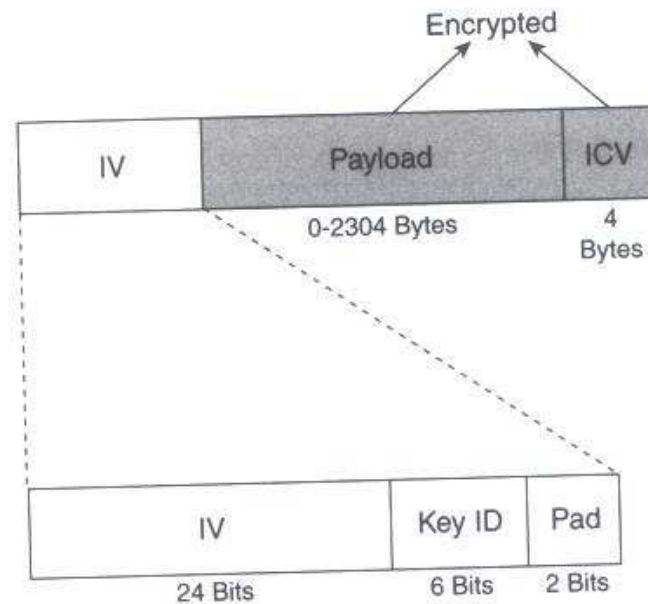 Encrypted
IV
Payload
ICV
0-2304 Bytes
4
Bytes
IV
Key ID
Pad
24 Bits
6 Bits
2 Bits